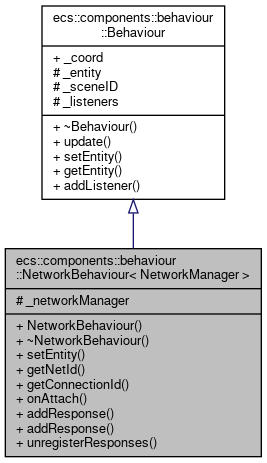 ecs::components::behaviour
::Behaviour
+ _coord
# _entity
# _sceneID
# _listeners
+ ~Behaviour()
+ update()
+ setEntity()
+ getEntity()
+ addListener()
ecs::components::behaviour
::NetworkBehaviour< NetworkManager >
# _networkManager
+ NetworkBehaviour()
+ ~NetworkBehaviour()
+ setEntity()
+ getNetId()
+ getConnectionId()
+ onAttach()
+ addResponse()
+ addResponse()
+ unregisterResponses()